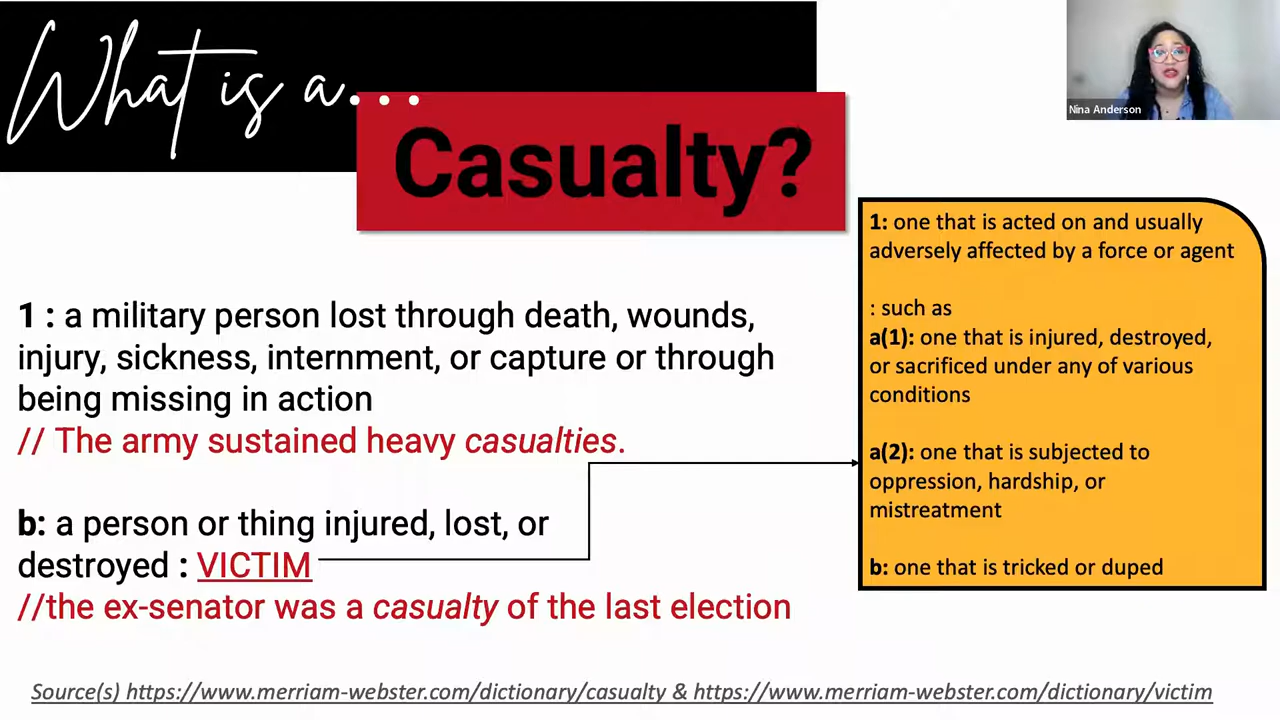 What is a...
Casualty?
Nina Anderson
1 : a military person lost through death, wounds,
injury, sickness, internment, or capture or through
being missing in action
// The army sustained heavy casualties.
b: a person or thing injured, lost, or
destroyed : VICTIM
//the ex-senator was a casualty of the last election
1: one that is acted on and usually
adversely affected by a force or agent
: such as
a(1): one that is injured, destroyed,
or sacrificed under any of various
conditions
a(2): one that is subjected to
oppression, hardship, or
mistreatment
b: one that is tricked or duped
Source(s) https://www.merriam-webster.com/dictionary/casualty & https://www.merriam-webster.com/dictionary/victim